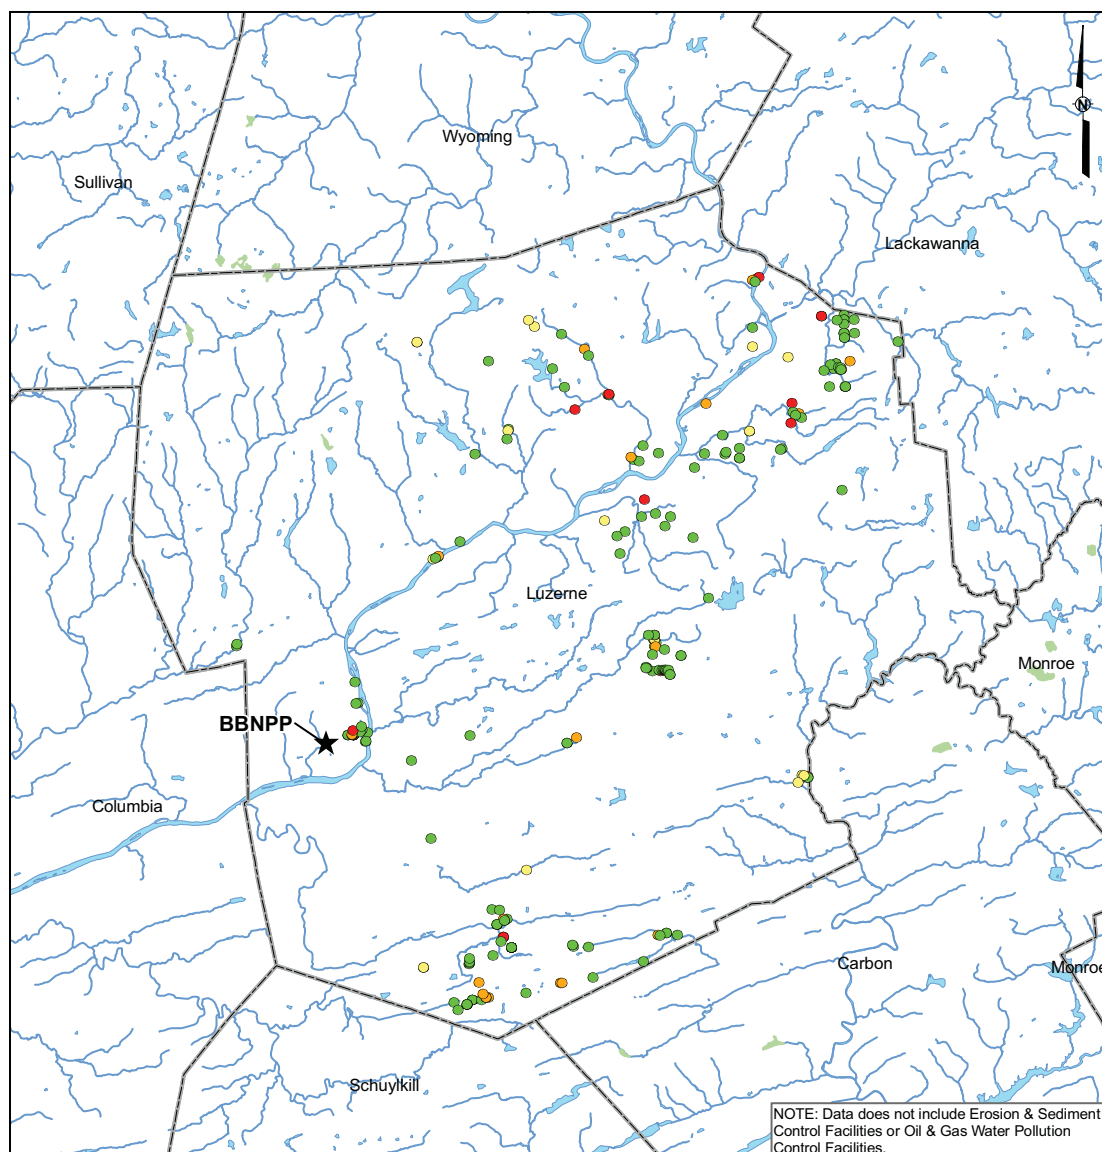 N
Wyoming
Sullivan
Lackawanna
Luzerne
Monroe
BBNPP
Columbia
Carbon
Monroe
Schuylkill
NOTE: Data does not include Erosion & Sediment
Control Facilities or Oil & Gas Water Pollution
Control Facilities.